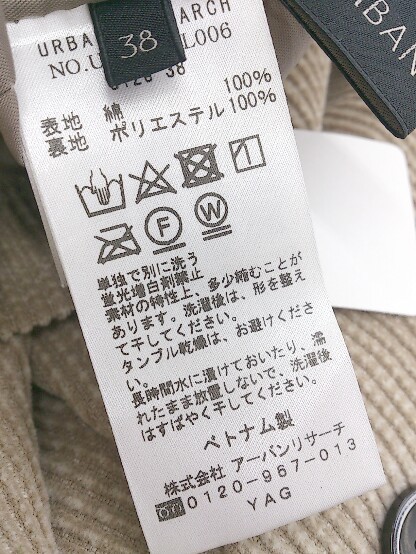 URBAN
38
URBAN RESEARCH
NO.U L006
0126 38
表地 綿 100%
裏地 ポリエステル 100%
F
W
単独で別に洗う
蛍光増白剤禁止
素材の特性上、多少縮むことが
あります。洗濯後は、形を整え
て干してください。
タンブル乾燥は、お避けくださ
い。
長時間水に漬けておいたり、濡
れたまま放置しないで、洗濯後
はすばやく干してください。
ベトナム製
株式会社 アーバンリサーチ
0120-967-013
YAG